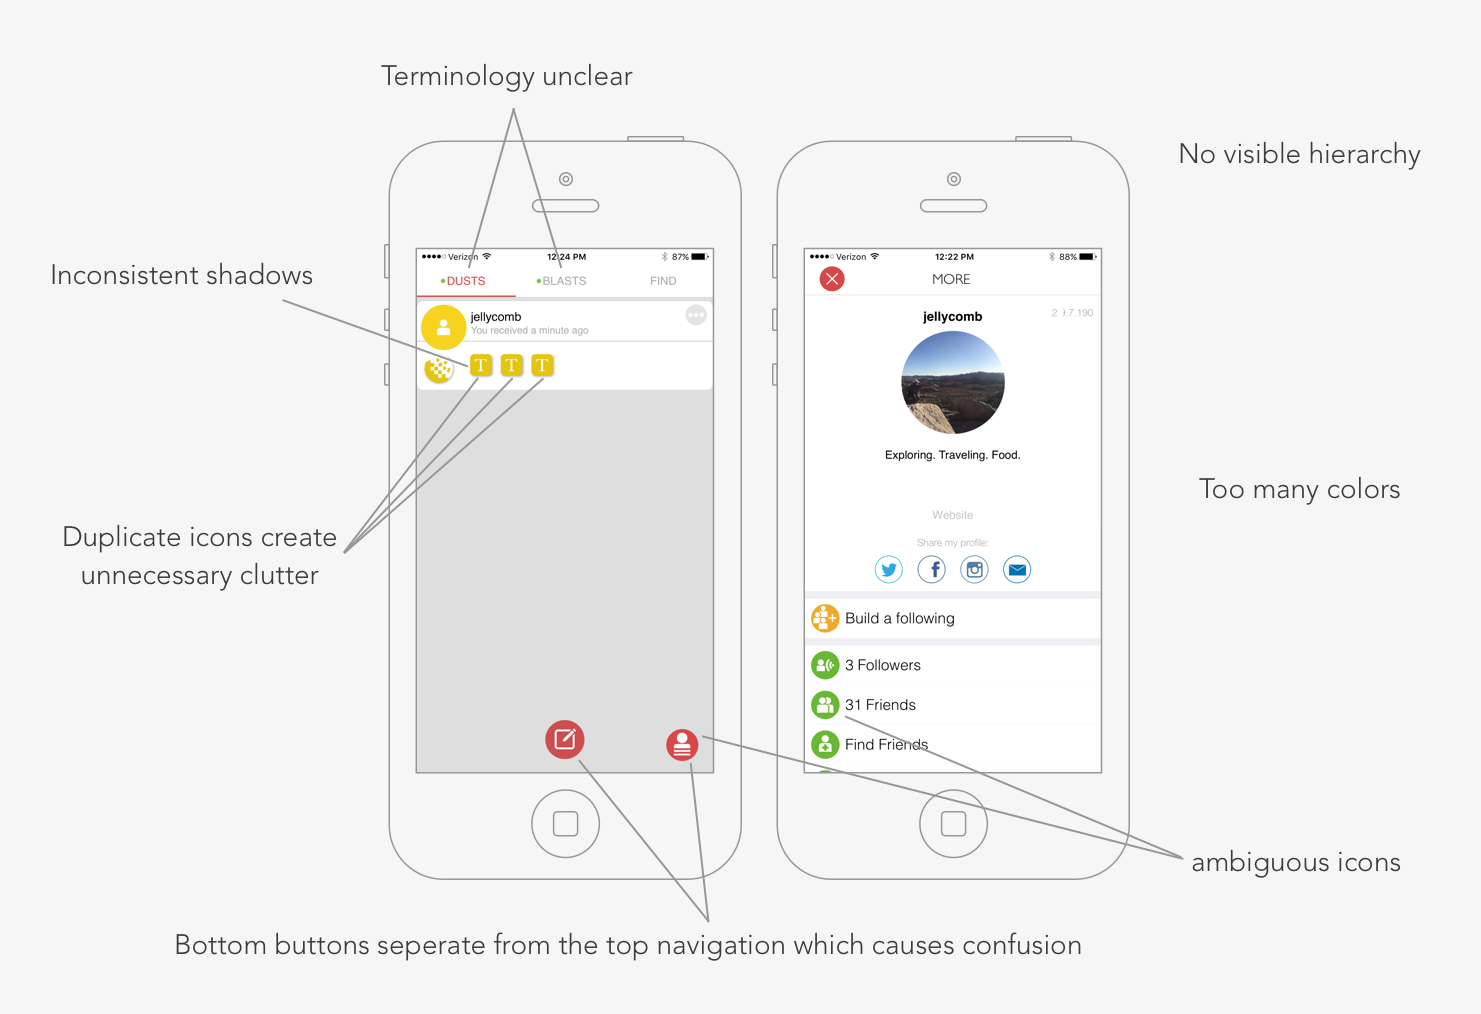 Terminology unclear
No visible hierarchy
Inconsistent shadows
Verizon 12:24 PM 87%
DUSTS BLASTS FIND
jellycomb
You received a minute ago
T T T
Duplicate icons create
unnecessary clutter
Verizon 12:22 PM 88%
MORE
jellycomb
Exploring. Traveling. Food.
Website
Share my profile:
Build a following
3 Followers
31 Friends
Find Friends
Too many colors
ambiguous icons
Bottom buttons seperate from the top navigation which causes confusion